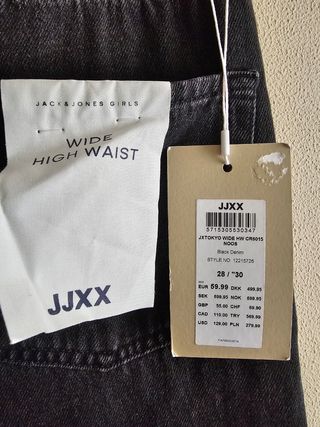 JACK & JONES GIRLS
WIDE
HIGH WAIST
JJXX
JJXX
5715305630347
JXTOKYO WIDE HW CR6015
NOOS
Black Denim
STYLE NO: 12215725
28 / "30
EUR 59.99 DKK 499,95
SEK 599,95 NOK 599,95
GBP 55.00 CHF 69.90
CAD 110.00 TRY 569,99
USD 129.00 PLN 279,99